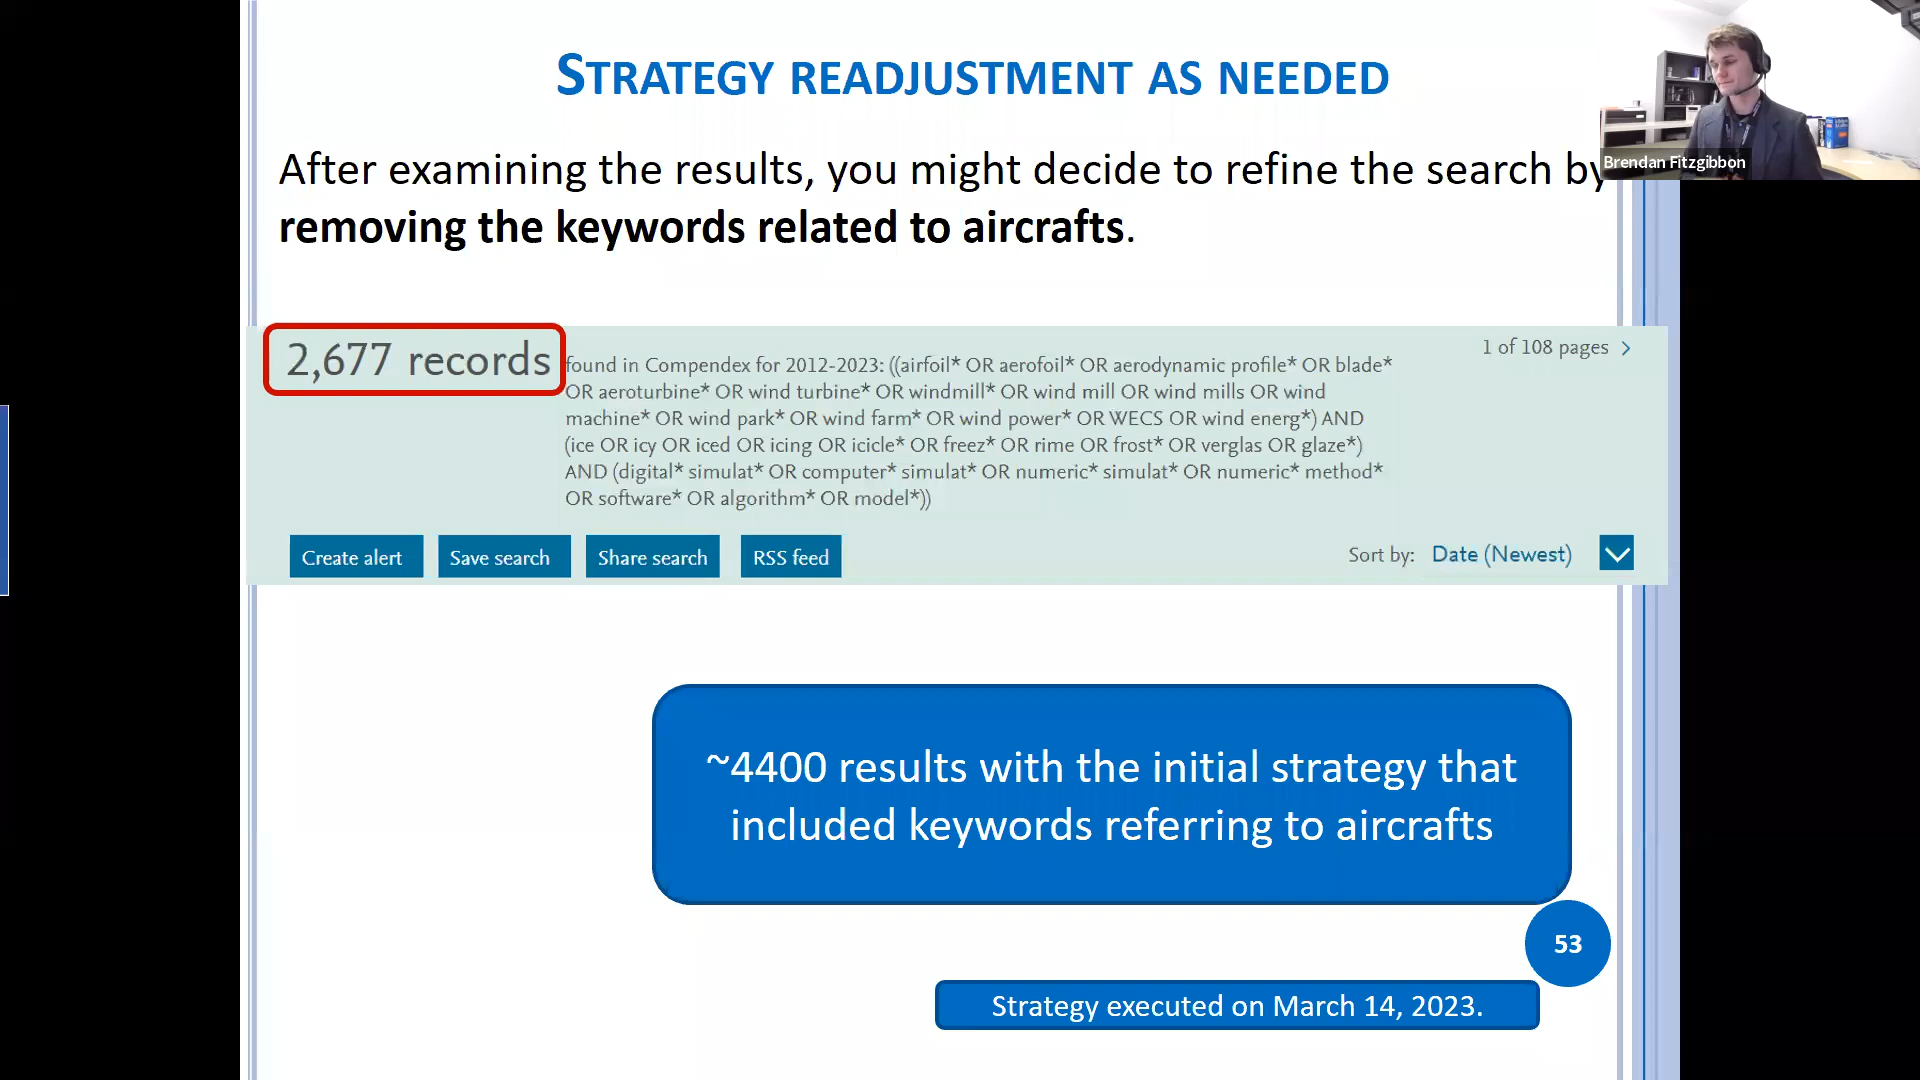 STRATEGY READJUSTMENT AS NEEDED
Brendan Fitzgibbon
After examining the results, you might decide to refine the search by
removing the keywords related to aircrafts.
2,677 records
1 of 108 pages
found in Compendex for 2012-2023: ((airfoil* OR aerofoil* OR aerodynamic profile* OR blade*
OR aeroturbine* OR wind turbine* OR windmill* OR wind mill OR wind mills OR wind
machine* OR wind park* OR wind farm* OR wind power* OR WECS OR wind energ*) AND
(ice OR icy OR iced OR icing OR icicle* OR freez* OR rime OR frost* OR verglas OR glaze*)
AND (digital* simulat* OR computer* simulat* OR numeric* simulat* OR numeric* method*
OR software* OR algorithm* OR model*))
Create alert
Save search
Share search
RSS feed
Sort by: Date (Newest)
~4400 results with the initial strategy that
included keywords referring to aircrafts
53
Strategy executed on March 14, 2023.